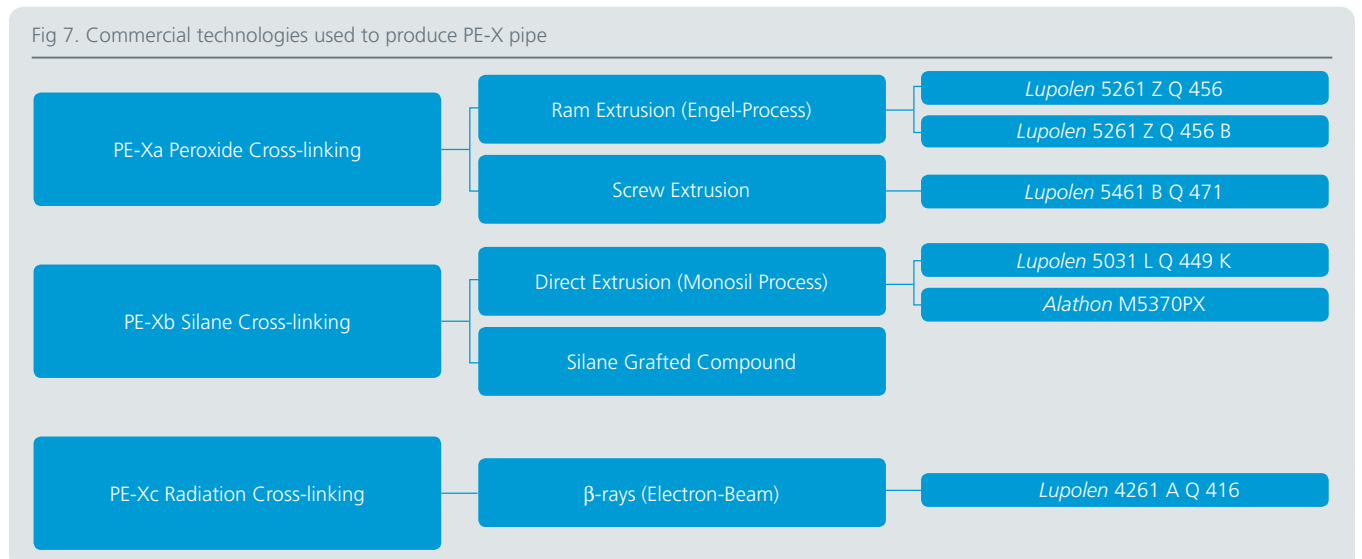 Fig 7. Commercial technologies used to produce PE-X pipe
PE-Xa Peroxide Cross-linking
Ram Extrusion (Engel-Process)
Lupolen 5261 Z Q 456
Lupolen 5261 Z Q 456 B
Screw Extrusion
Lupolen 5461 B Q 471
PE-Xb Silane Cross-linking
Direct Extrusion (Monosil Process)
Lupolen 5031 L Q 449 K
Alathon M5370PX
Silane Grafted Compound
PE-Xc Radiation Cross-linking
β-rays (Electron-Beam)
Lupolen 4261 A Q 416